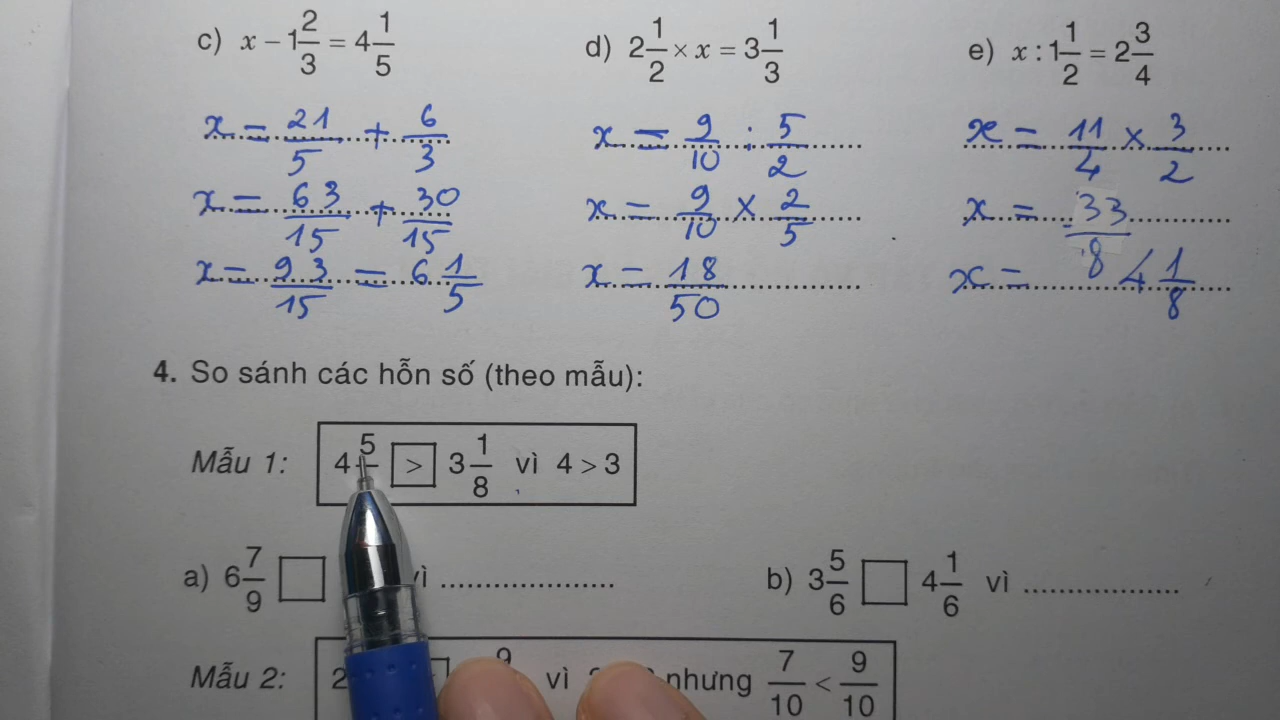 c) x − 1 2/3 = 4 1/5 d) 2 1/2 × x = 3 1/3 e) x : 1 1/2 = 2 3/4
x = 21/5 + 6/3 x = 9/10 : 5/2 x = 11/4 × 3/2
x = 63/15 + 30/15 x = 9/10 × 2/5 x = 33/8
x = 93/15 = 6 1/5 x = 18/50 x = 4 1/8
4. So sánh các hỗn số (theo mẫu):
Mẫu 1: 4 5/ > 3 1/8 vì 4 > 3
a) 6 7/9 □ vì .................... b) 3 5/6 □ 4 1/6 vì ..................
Mẫu 2: 2 9 vì nhưng 7/10 < 9/10